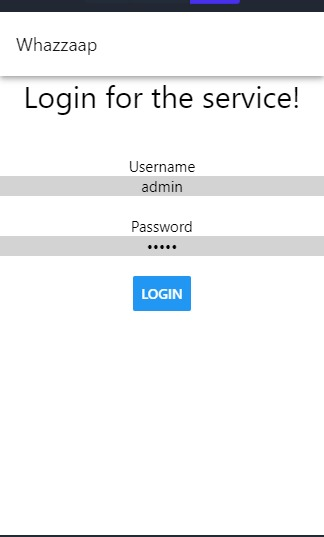 Whazzaap
Login for the service!
Username
admin
Password
•••••
LOGIN